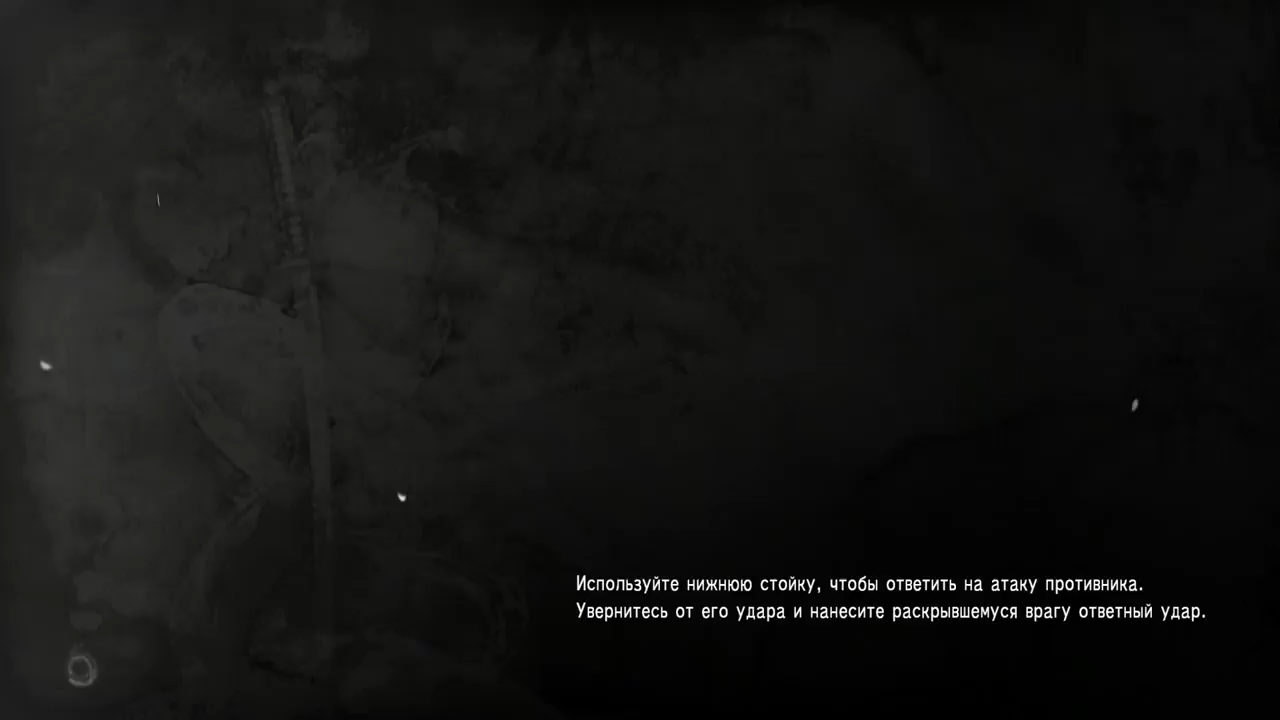 Используйте нижнюю стойку, чтобы ответить на атаку противника.
Увернитесь от его удара и нанесите раскрывшемуся врагу ответный удар.